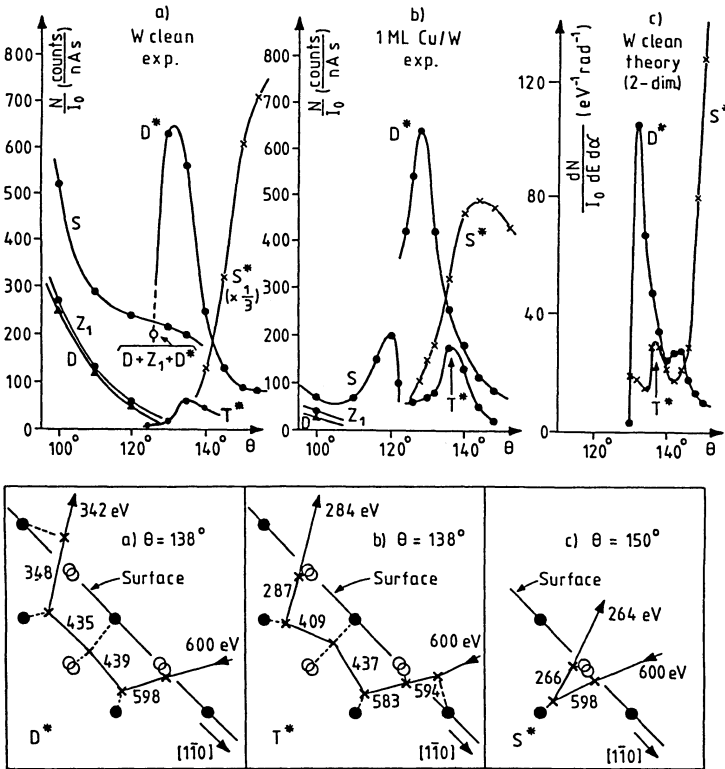 a)
W clean
exp.
N/I₀ (counts/nAs)
800
700
600
500
400
300
200
100
0
100°
120°
140°
θ
S
D*
Z₁
D
D+Z₁+D*
S*
(×1/3)
T*
b)
1 ML Cu/W
exp.
N/I₀ (counts/nAs)
800
700
600
500
400
300
200
100
0
100°
120°
140°
θ
D*
S*
S
D
Z₁
T*
c)
W clean
theory
(2-dim.)
dN/I₀ dE dα (eV⁻¹rad⁻¹)
120
80
40
0
120°
140°
θ
S*
D*
T*
342 eV
a) θ = 138°
348
Surface
435
439
600 eV
598
D*
[11̅0]
284 eV
b) θ = 138°
287
Surface
409
437
600 eV
583
594
T*
[11̅0]
c) θ = 150°
Surface
264 eV
600 eV
266
598
S*
[11̅0]